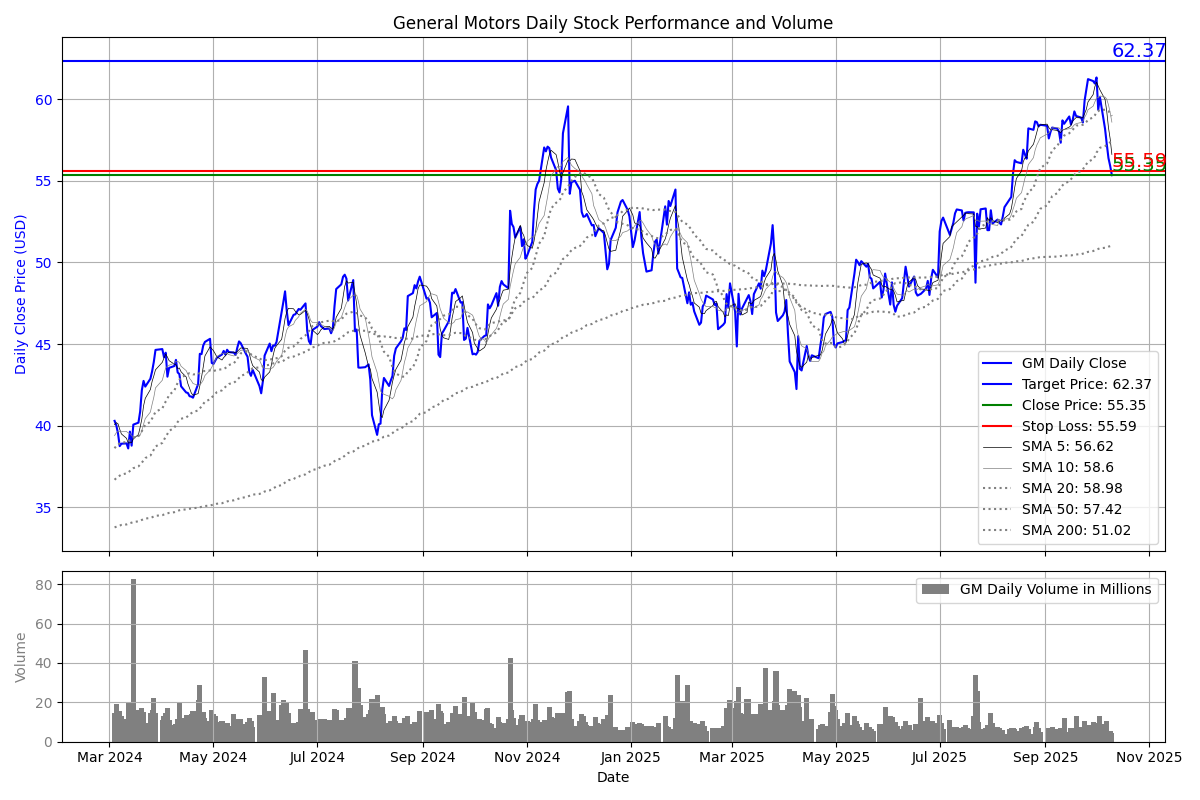 General Motors Daily Stock Performance and Volume
Daily Close Price (USD)
60
55
50
45
40
35
62.37
55.59
55.35
GM Daily Close
Target Price: 62.37
Close Price: 55.35
Stop Loss: 55.59
SMA 5: 56.62
SMA 10: 58.6
SMA 20: 58.98
SMA 50: 57.42
SMA 200: 51.02
Volume
80
60
40
20
0
GM Daily Volume in Millions
Mar 2024 May 2024 Jul 2024 Sep 2024 Nov 2024 Jan 2025 Mar 2025 May 2025 Jul 2025 Sep 2025 Nov 2025
Date